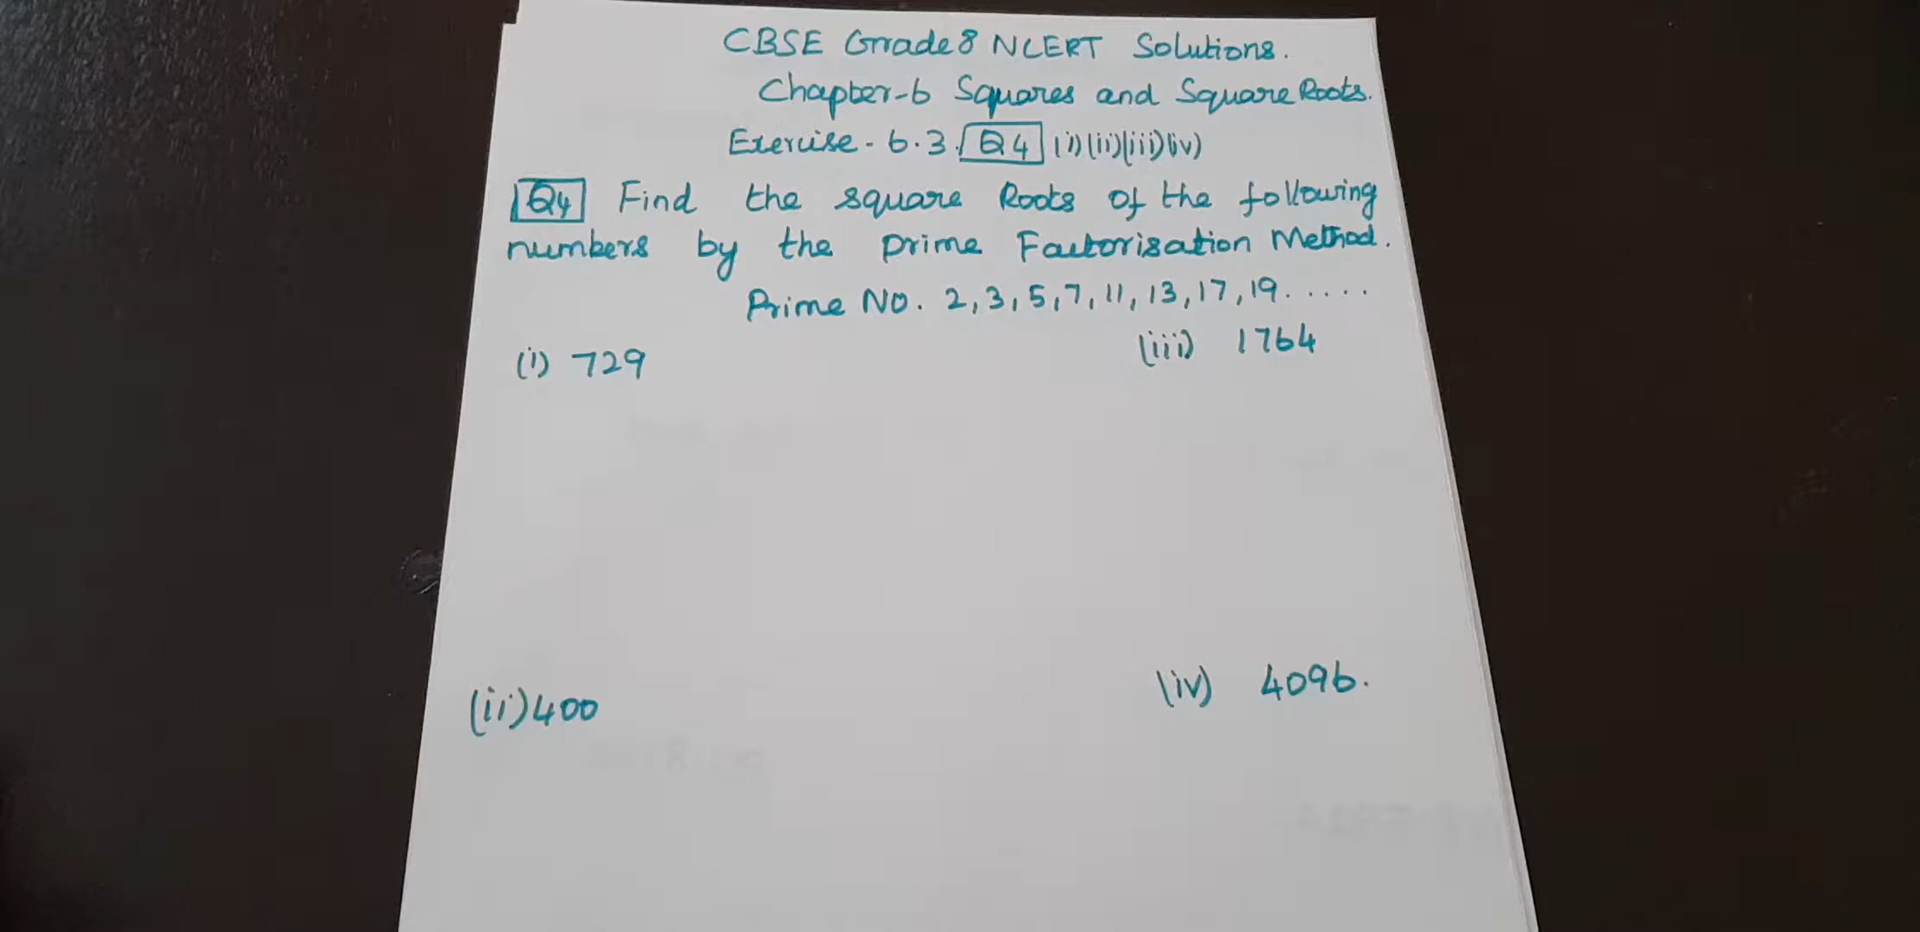 CBSE Grade 8 NCERT Solutions.
Chapter-6 Squares and Square Roots.
Exercise - 6.3. Q4 (i)(ii)(iii)(iv)
Q4 Find the square Roots of the following
numbers by the prime Factorisation Method.
Prime No. 2, 3, 5, 7, 11, 13, 17, 19......
(i) 729
(iii) 1764
(ii) 400
(iv) 4096.